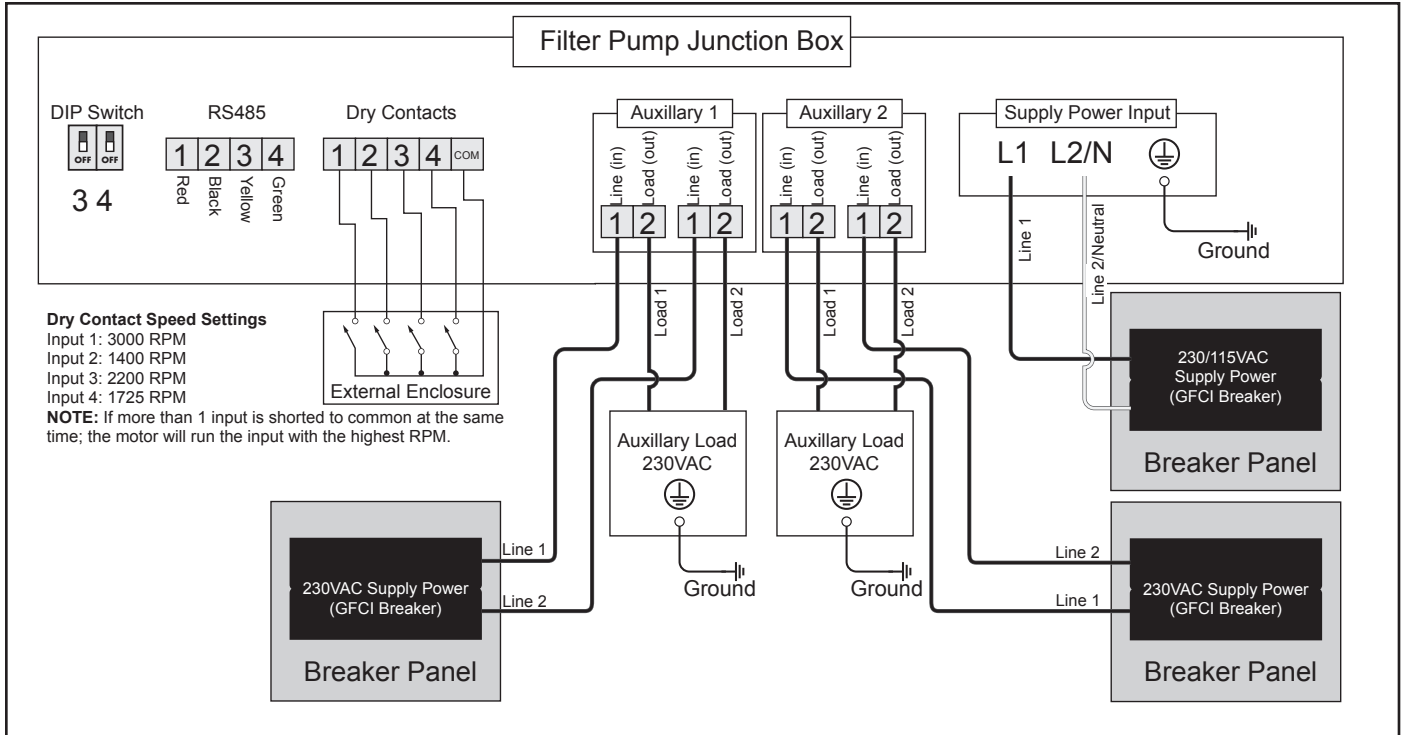 Filter Pump Junction Box
DIP Switch
OFF OFF
3 4
RS485
1 2 3 4
Red
Black
Yellow
Green
Dry Contacts
1 2 3 4 COM
External Enclosure
Auxillary 1
Line (in)
Load (out)
Line (in)
Load (out)
1 2 1 2
Auxillary 2
Line (in)
Load (out)
Line (in)
Load (out)
1 2 1 2
Supply Power Input
L1 L2/N
Line 1
Line 2/Neutral
Ground
Load 1
Load 2
Load 1
Load 2
Dry Contact Speed Settings
Input 1: 3000 RPM
Input 2: 1400 RPM
Input 3: 2200 RPM
Input 4: 1725 RPM
NOTE: If more than 1 input is shorted to common at the same
time; the motor will run the input with the highest RPM.
230/115VAC
Supply Power
(GFCI Breaker)
Breaker Panel
Auxillary Load
230VAC
Ground
Auxillary Load
230VAC
Ground
Line 1
Line 2
230VAC Supply Power
(GFCI Breaker)
Breaker Panel
Line 2
Line 1
230VAC Supply Power
(GFCI Breaker)
Breaker Panel